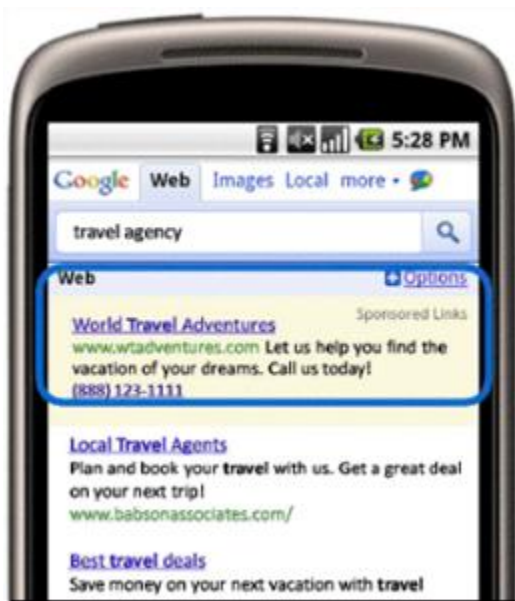 5:28 PM
Google Web Images Local more
travel agency
Web Options
Sponsored Links
World Travel Adventures
www.wtadventures.com Let us help you find the
vacation of your dreams. Call us today!
(888) 123-1111
Local Travel Agents
Plan and book your travel with us. Get a great deal
on your next trip!
www.babsonassociates.com/
Best travel deals
Save money on your next vacation with travel